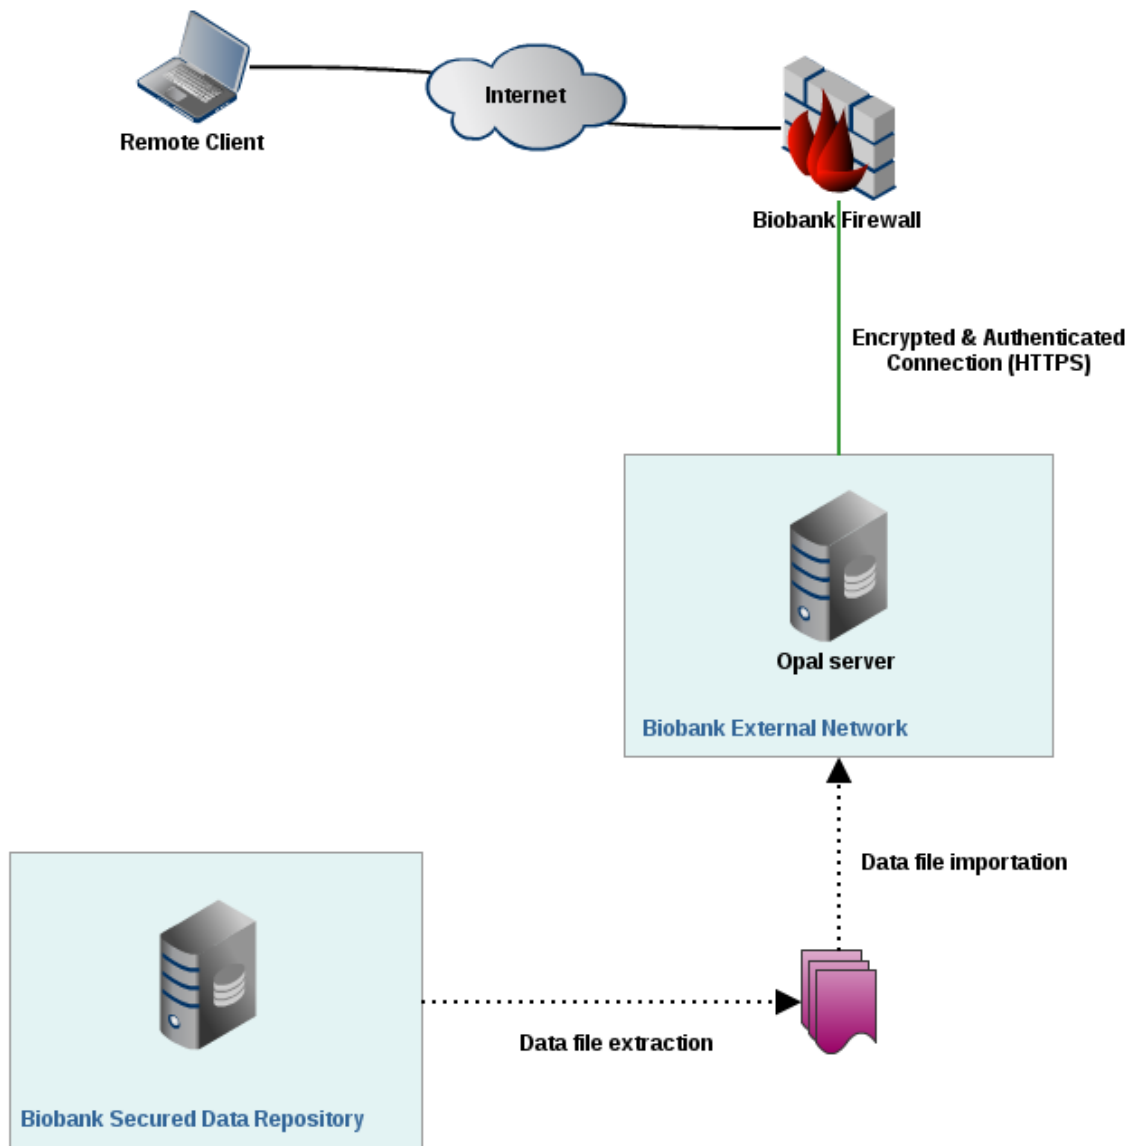 Internet
Remote Client
Biobank Firewall
Encrypted & Authenticated
Connection (HTTPS)
Opal server
Biobank External Network
Data file importation
Data file extraction
Biobank Secured Data Repository